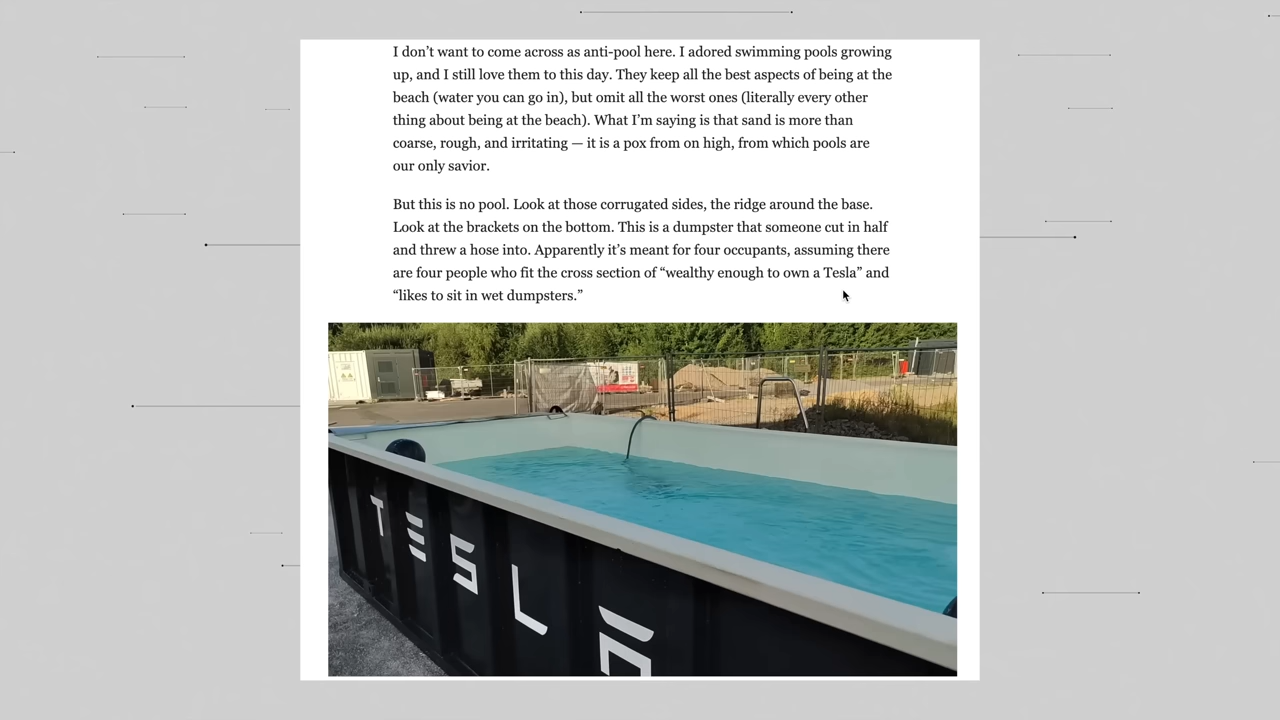 I don’t want to come across as anti-pool here. I adored swimming pools growing
up, and I still love them to this day. They keep all the best aspects of being at the
beach (water you can go in), but omit all the worst ones (literally every other
thing about being at the beach). What I’m saying is that sand is more than
coarse, rough, and irritating — it is a pox from on high, from which pools are
our only savior.
But this is no pool. Look at those corrugated sides, the ridge around the base.
Look at the brackets on the bottom. This is a dumpster that someone cut in half
and threw a hose into. Apparently it’s meant for four occupants, assuming there
are four people who fit the cross section of “wealthy enough to own a Tesla” and
“likes to sit in wet dumpsters.”
TESLA